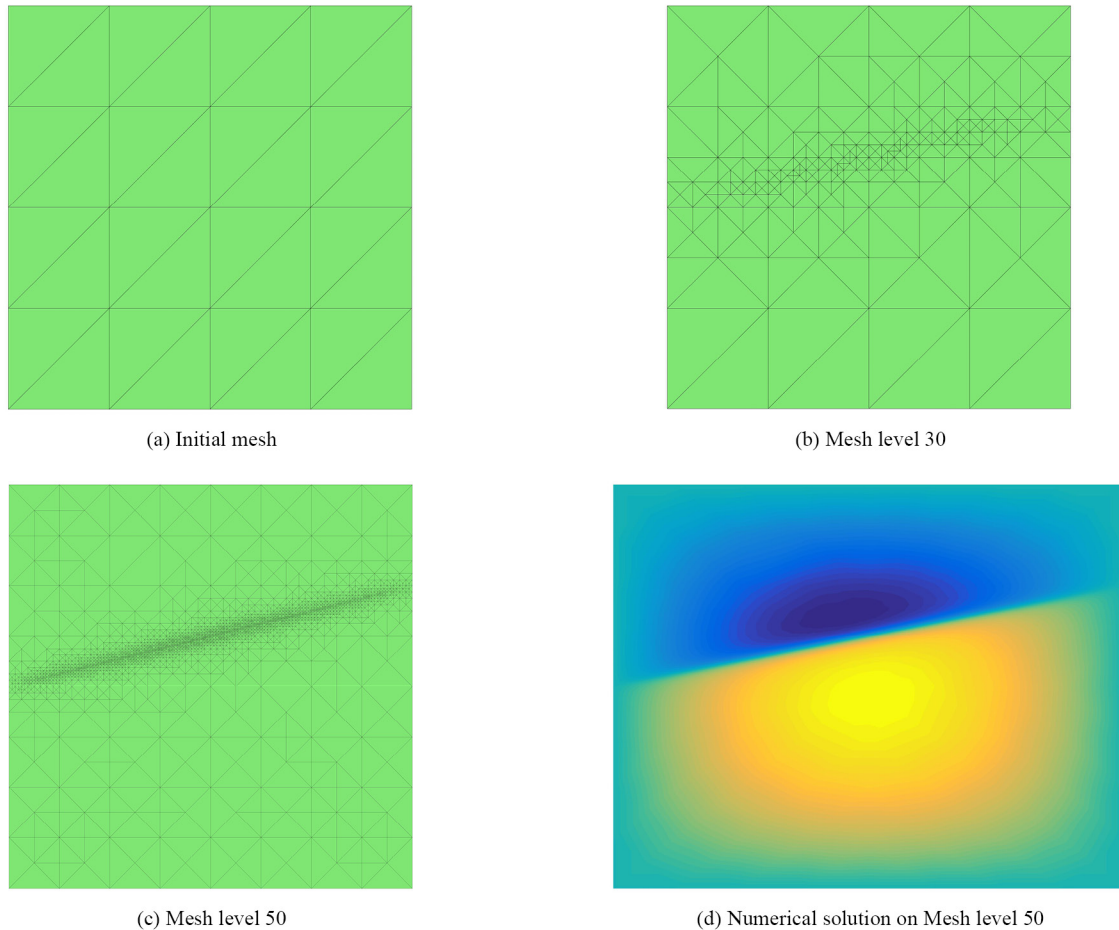 (a) Initial mesh
(b) Mesh level 30
(c) Mesh level 50
(d) Numerical solution on Mesh level 50